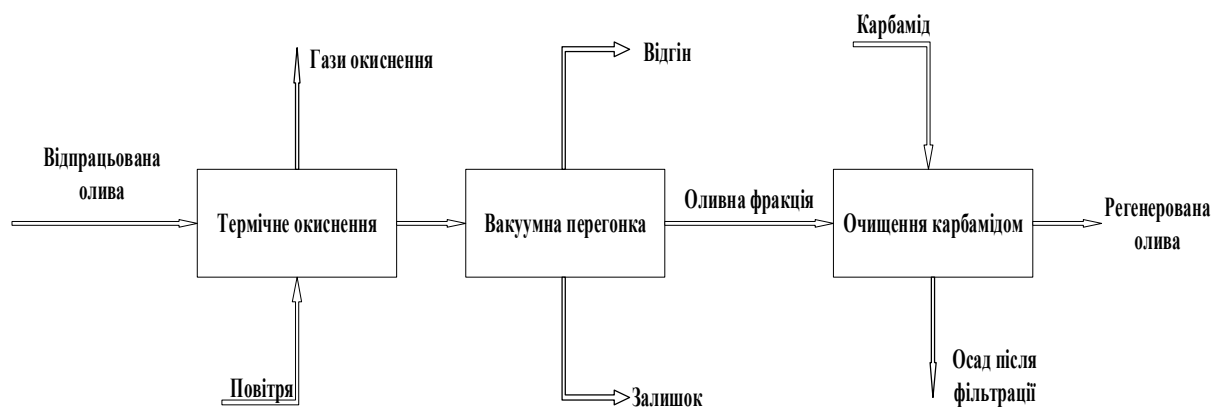 Карбамід
Гази окиснення
Відгін
Відпрацьована
олива
Термічне окиснення
Вакуумна перегонка
Оливна фракція
Очищення карбамідом
Регенерована
олива
Повітря
Залишок
Осад після
фільтрації